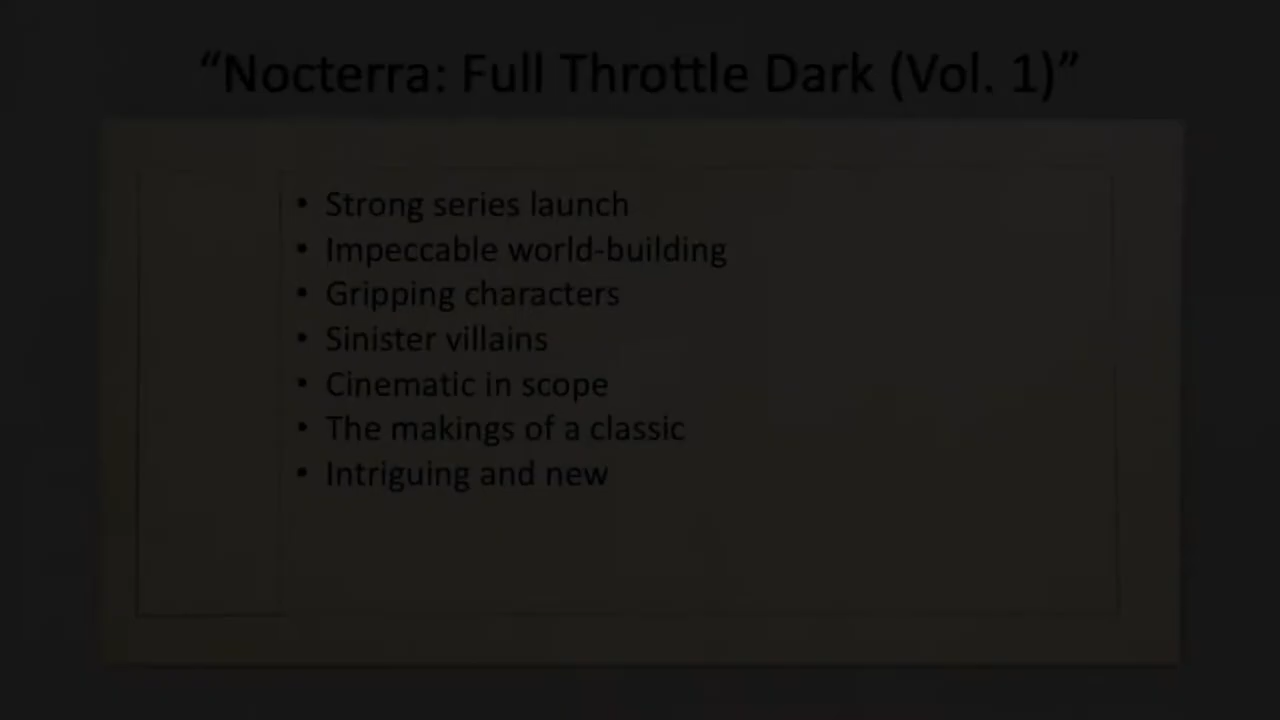 “Nocterra: Full Throttle Dark (Vol. 1)”
• Strong series launch
• Impeccable world-building
• Gripping characters
• Sinister villains
• Cinematic in scope
• The makings of a classic
• Intriguing and new